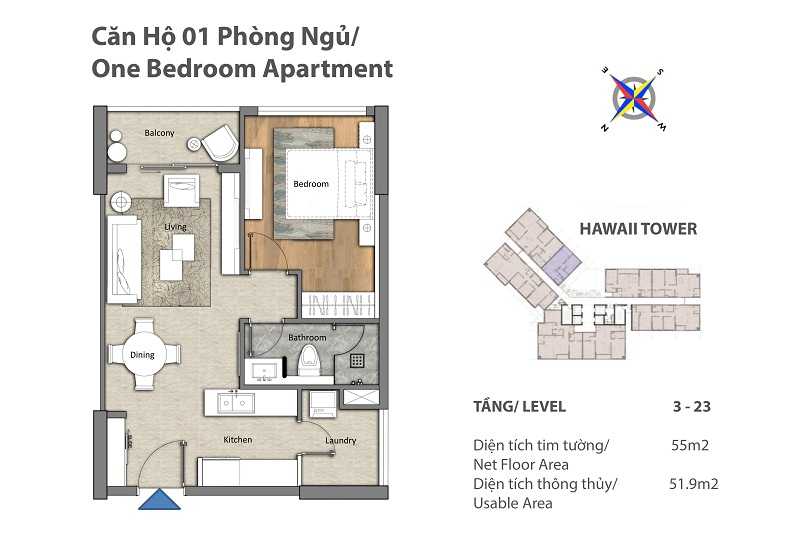 Căn Hộ 01 Phòng Ngủ/
One Bedroom Apartment
Balcony
Bedroom
Living
Bathroom
Dining
Kitchen
Laundry
E
S
N
W
HAWAII TOWER
TẦNG/ LEVEL 3 - 23
Diện tích tim tường/ 55m2
Net Floor Area
Diện tích thông thủy/ 51.9m2
Usable Area